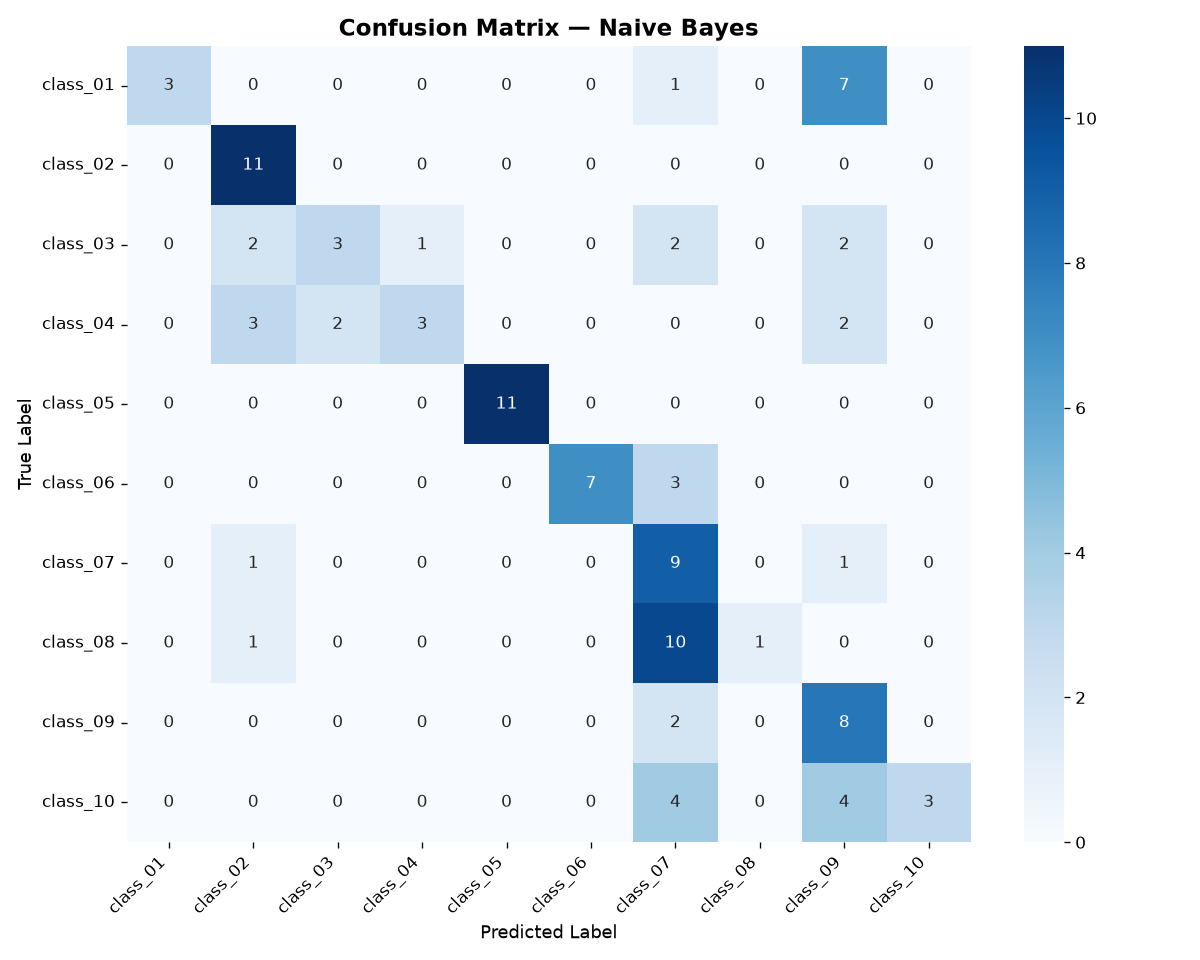 Confusion Matrix — Naive Bayes
class_01 3 0 0 0 0 0 1 0 7 0
class_02 0 11 0 0 0 0 0 0 0 0
class_03 0 2 3 1 0 0 2 0 2 0
class_04 0 3 2 3 0 0 0 0 2 0
class_05 0 0 0 0 11 0 0 0 0 0
class_06 0 0 0 0 0 7 3 0 0 0
class_07 0 1 0 0 0 0 9 0 1 0
class_08 0 1 0 0 0 0 10 1 0 0
class_09 0 0 0 0 0 0 2 0 8 0
class_10 0 0 0 0 0 0 4 0 4 3
True Label
class_01 class_02 class_03 class_04 class_05 class_06 class_07 class_08 class_09 class_10
Predicted Label
10
8
6
4
2
0